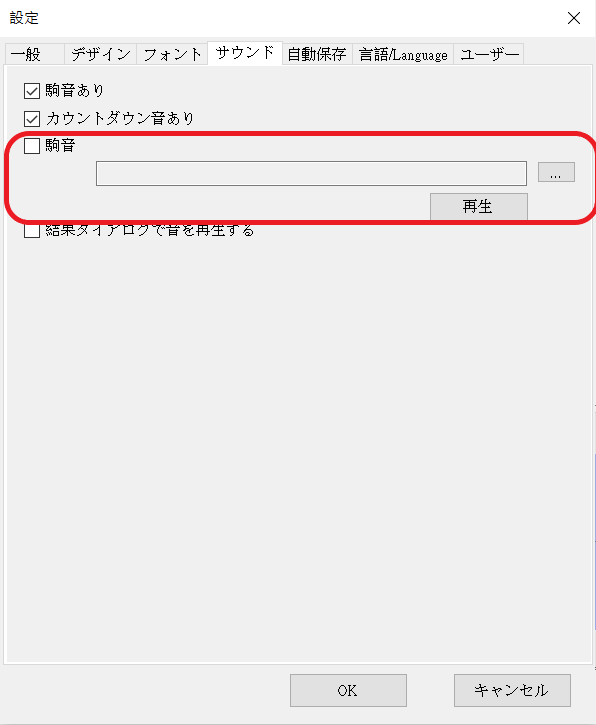 設定
一般 デザイン フォント サウンド 自動保存 言語/Language ユーザー
駒音あり
カウントダウン音あり
駒音
...
再生
結果ダイアログで音を再生する
OK キャンセル